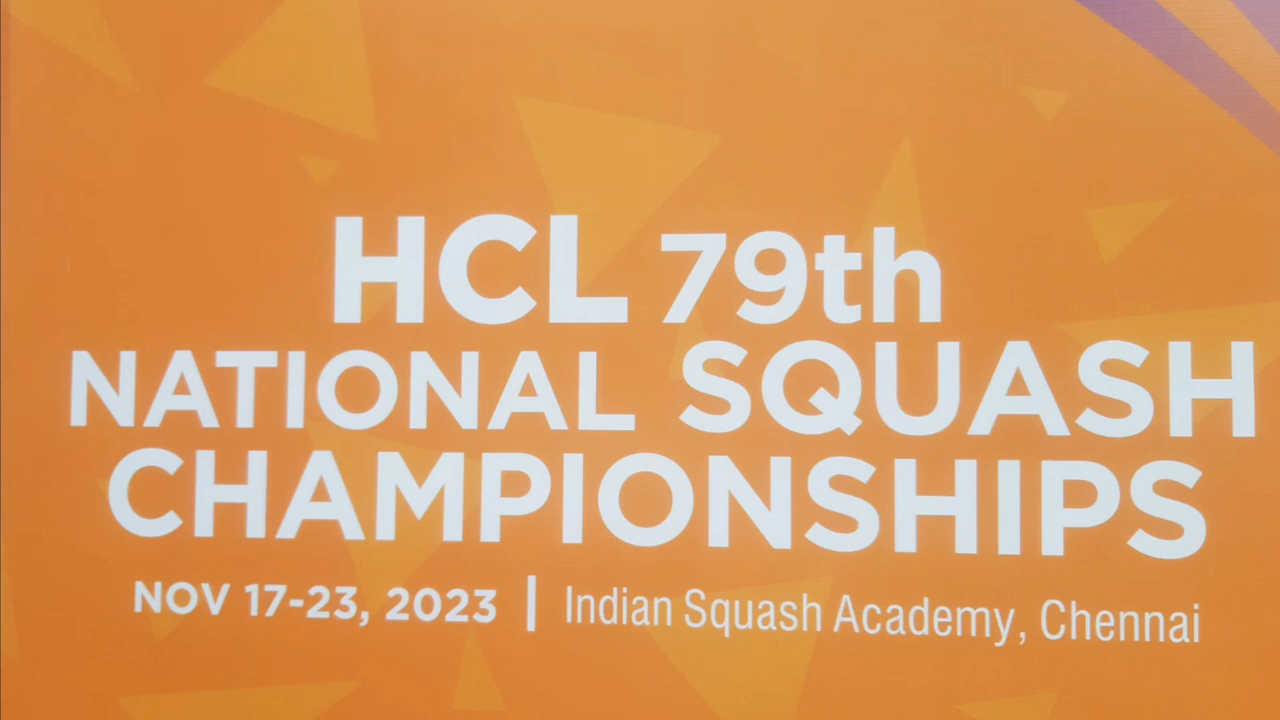 HCL 79th
NATIONAL SQUASH
CHAMPIONSHIPS
NOV 17-23, 2023 | Indian Squash Academy, Chennai